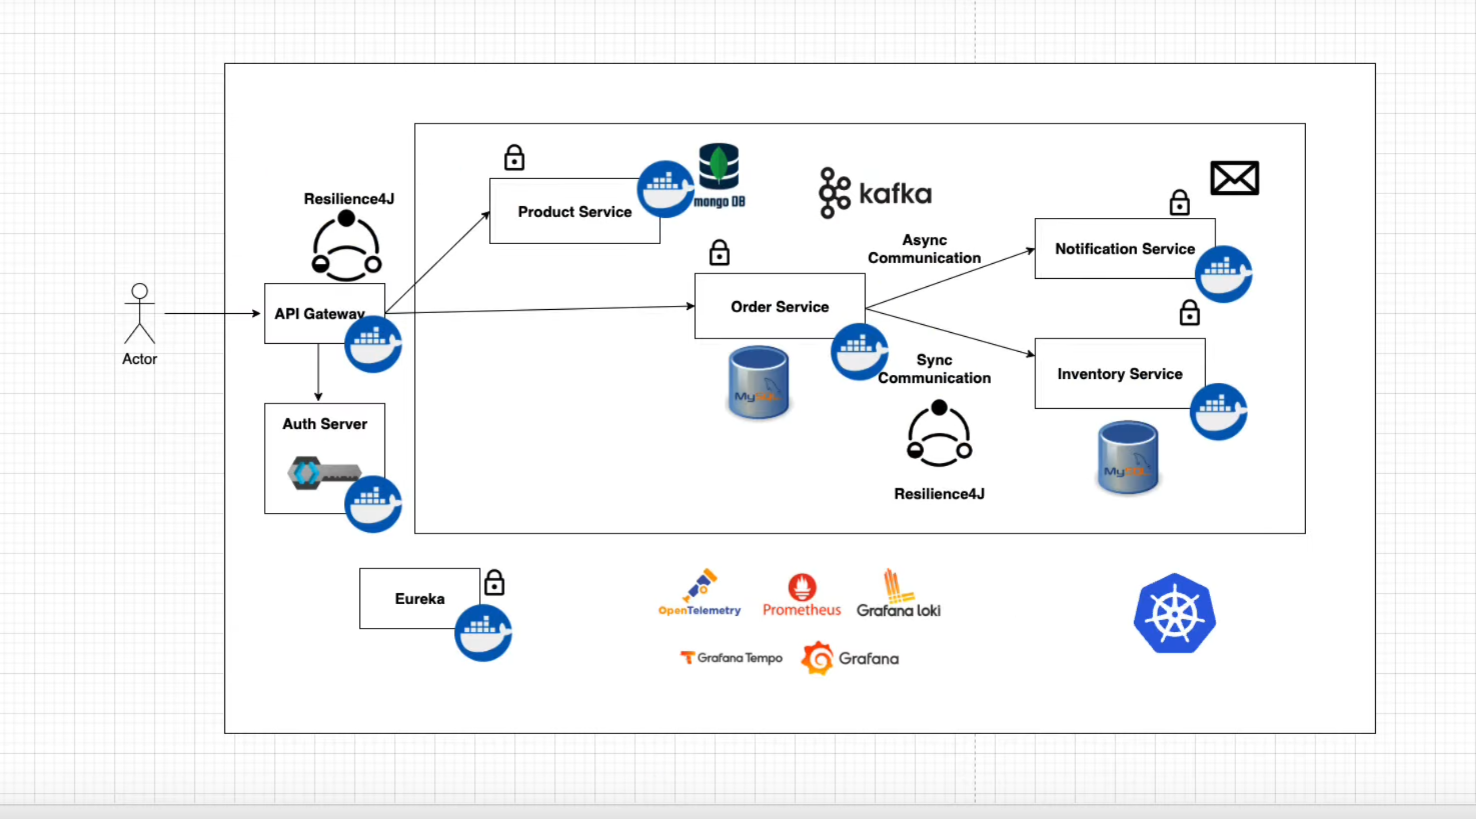 Resilience4J
API Gateway
Actor
Auth Server
Product Service
mongo DB
kafka
Async
Communication
Notification Service
Order Service
MySQL
Sync
Communication
Inventory Service
MySQL
Resilience4J
Eureka
OpenTelemetry
Prometheus
Grafana loki
Grafana Tempo
Grafana